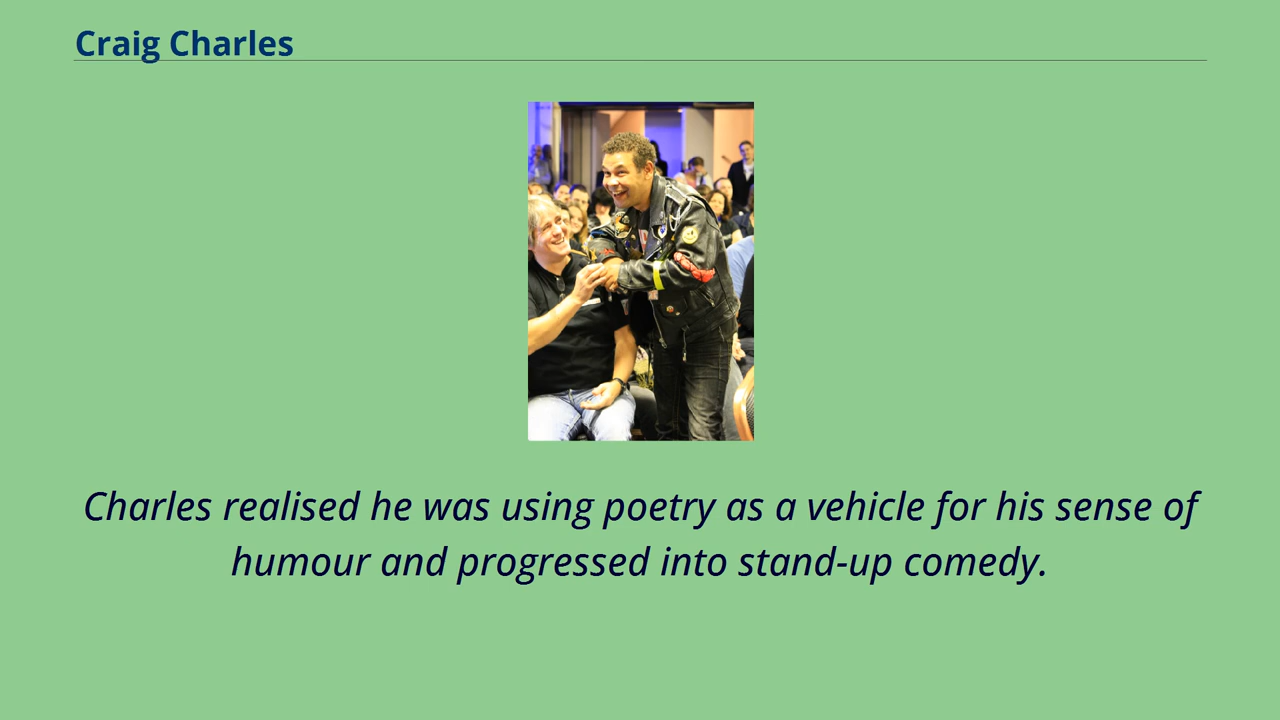 Craig Charles
Charles realised he was using poetry as a vehicle for his sense of
humour and progressed into stand-up comedy.